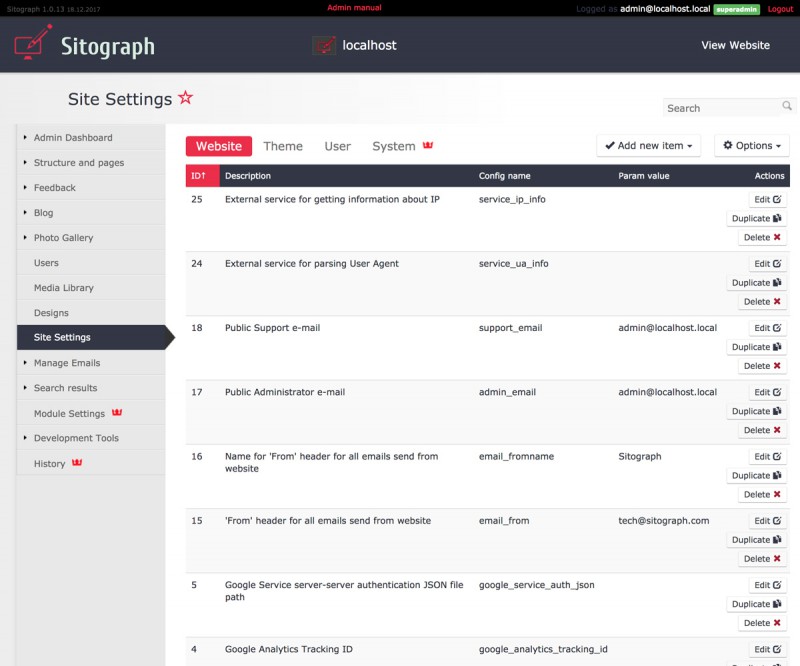 Sitograph 1.0.13 18.12.2017
Admin manual
Logged as admin@localhost.local superadmin Logout
Sitograph
localhost
View Website
Site Settings
Search
Admin Dashboard
Structure and pages
Feedback
Blog
Photo Gallery
Users
Media Library
Designs
Site Settings
Manage Emails
Search results
Module Settings
Development Tools
History
Website Theme User System
Add new item
Options
ID↑ Description Config name Param value Actions
25 External service for getting information about IP service_ip_info Edit
Duplicate
Delete
24 External service for parsing User Agent service_ua_info Edit
Duplicate
Delete
18 Public Support e-mail support_email admin@localhost.local Edit
Duplicate
Delete
17 Public Administrator e-mail admin_email admin@localhost.local Edit
Duplicate
Delete
16 Name for 'From' header for all emails send from email_fromname Sitograph Edit
website
Duplicate
Delete
15 'From' header for all emails send from website email_from tech@sitograph.com Edit
Duplicate
Delete
5 Google Service server-server authentication JSON file google_service_auth_json Edit
path
Duplicate
Delete
4 Google Analytics Tracking ID google_analytics_tracking_id Edit